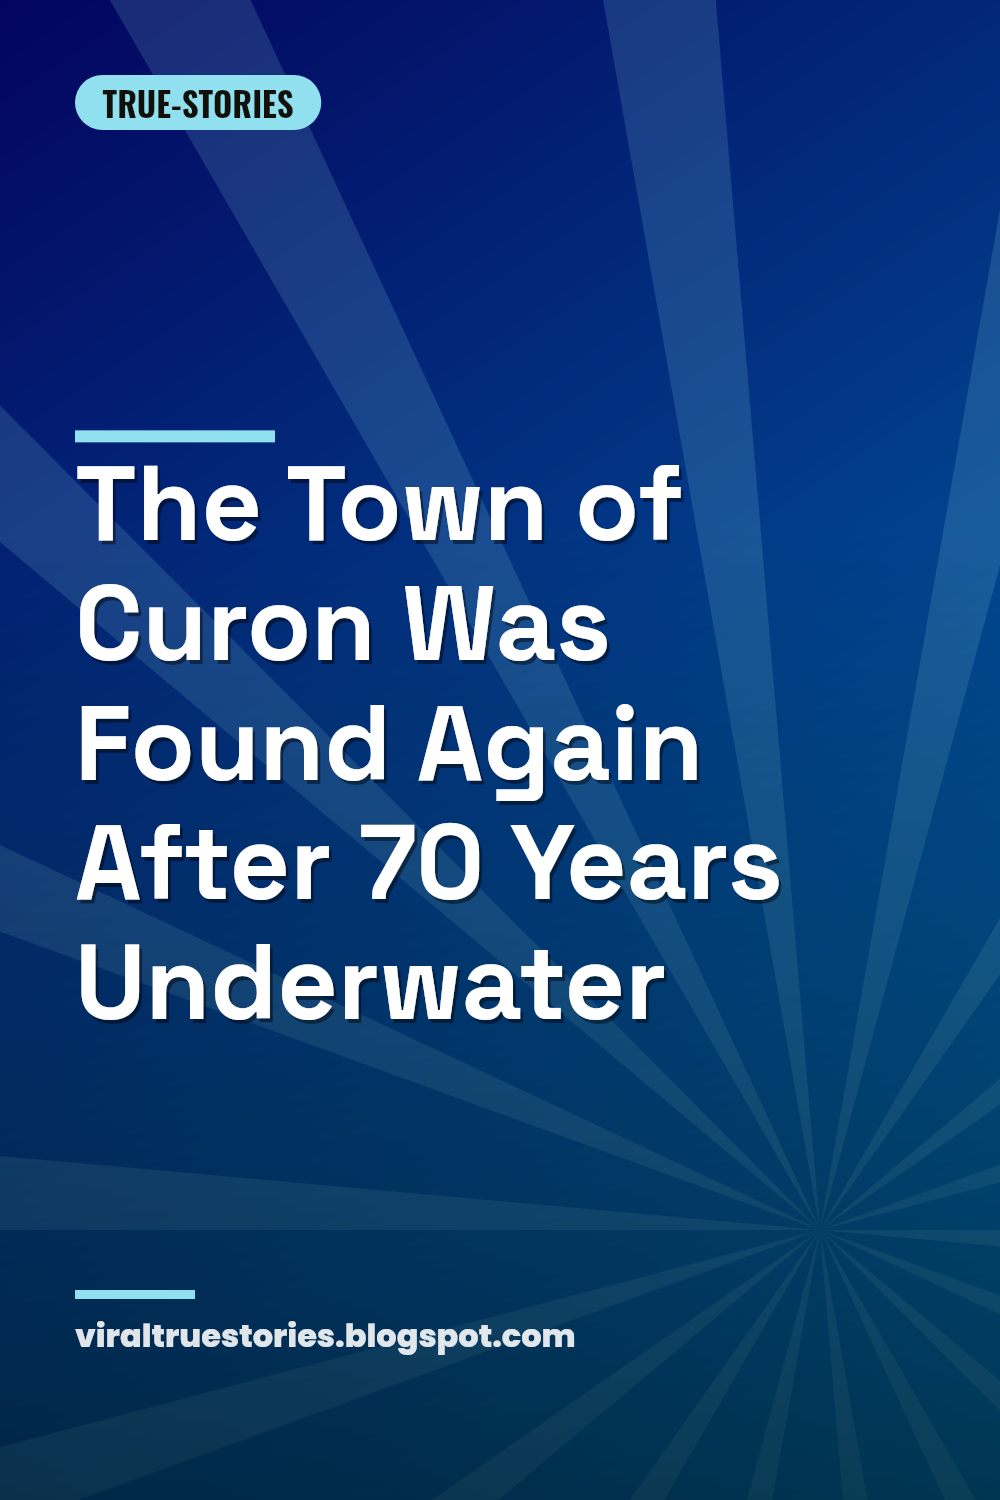 TRUE-STORIES
The Town of
Curon Was
Found Again
After 70 Years
Underwater
viraltruestories.blogspot.com